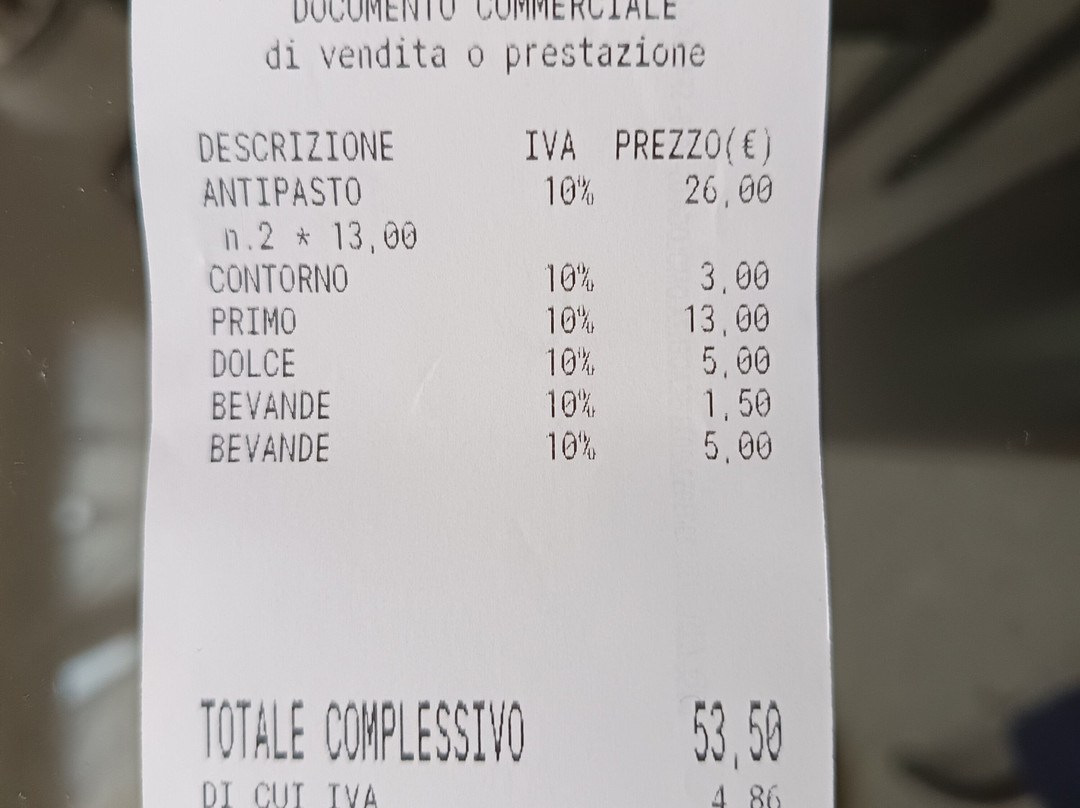 DOCUMENTO COMMERCIALE
di vendita o prestazione
DESCRIZIONE IVA PREZZO(€)
ANTIPASTO 10% 26,00
n.2 * 13,00
CONTORNO 10% 3,00
PRIMO 10% 13,00
DOLCE 10% 5,00
BEVANDE 10% 1,50
BEVANDE 10% 5,00
TOTALE COMPLESSIVO 53,50
DI CUI IVA 4,86